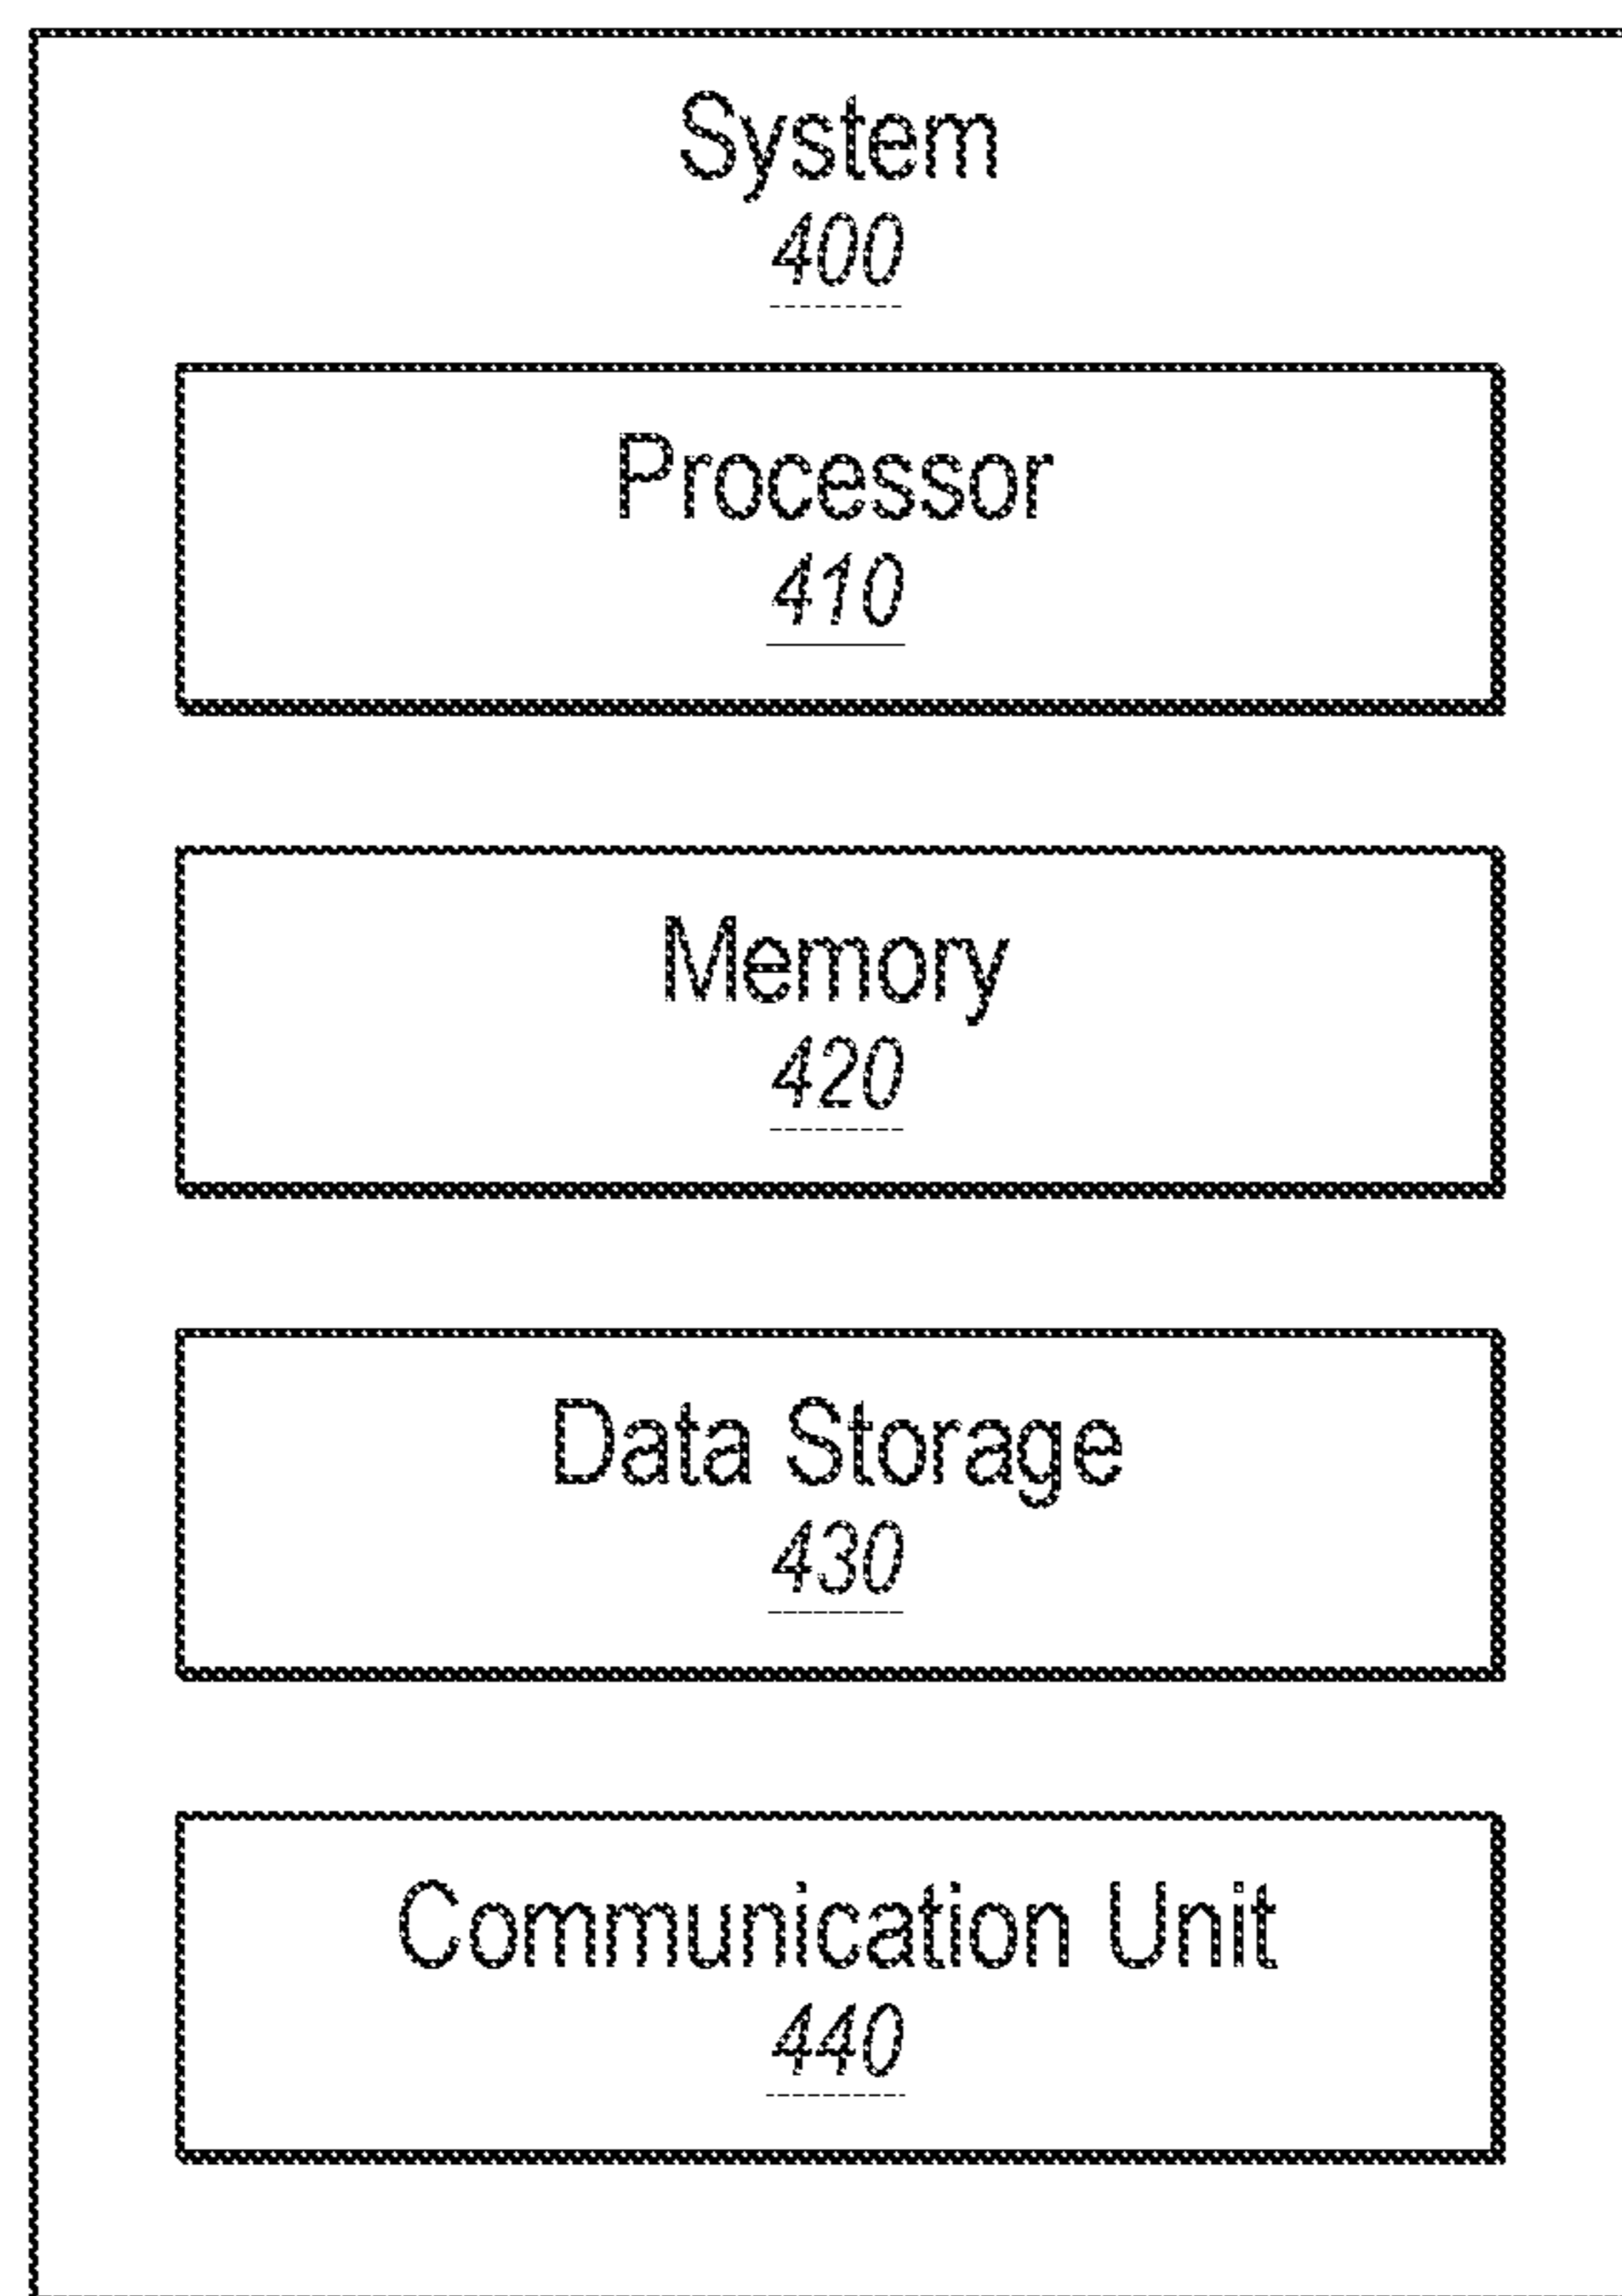 System
400
Processor
410
Memory
420
Data Storage
430
Communication Unit
440